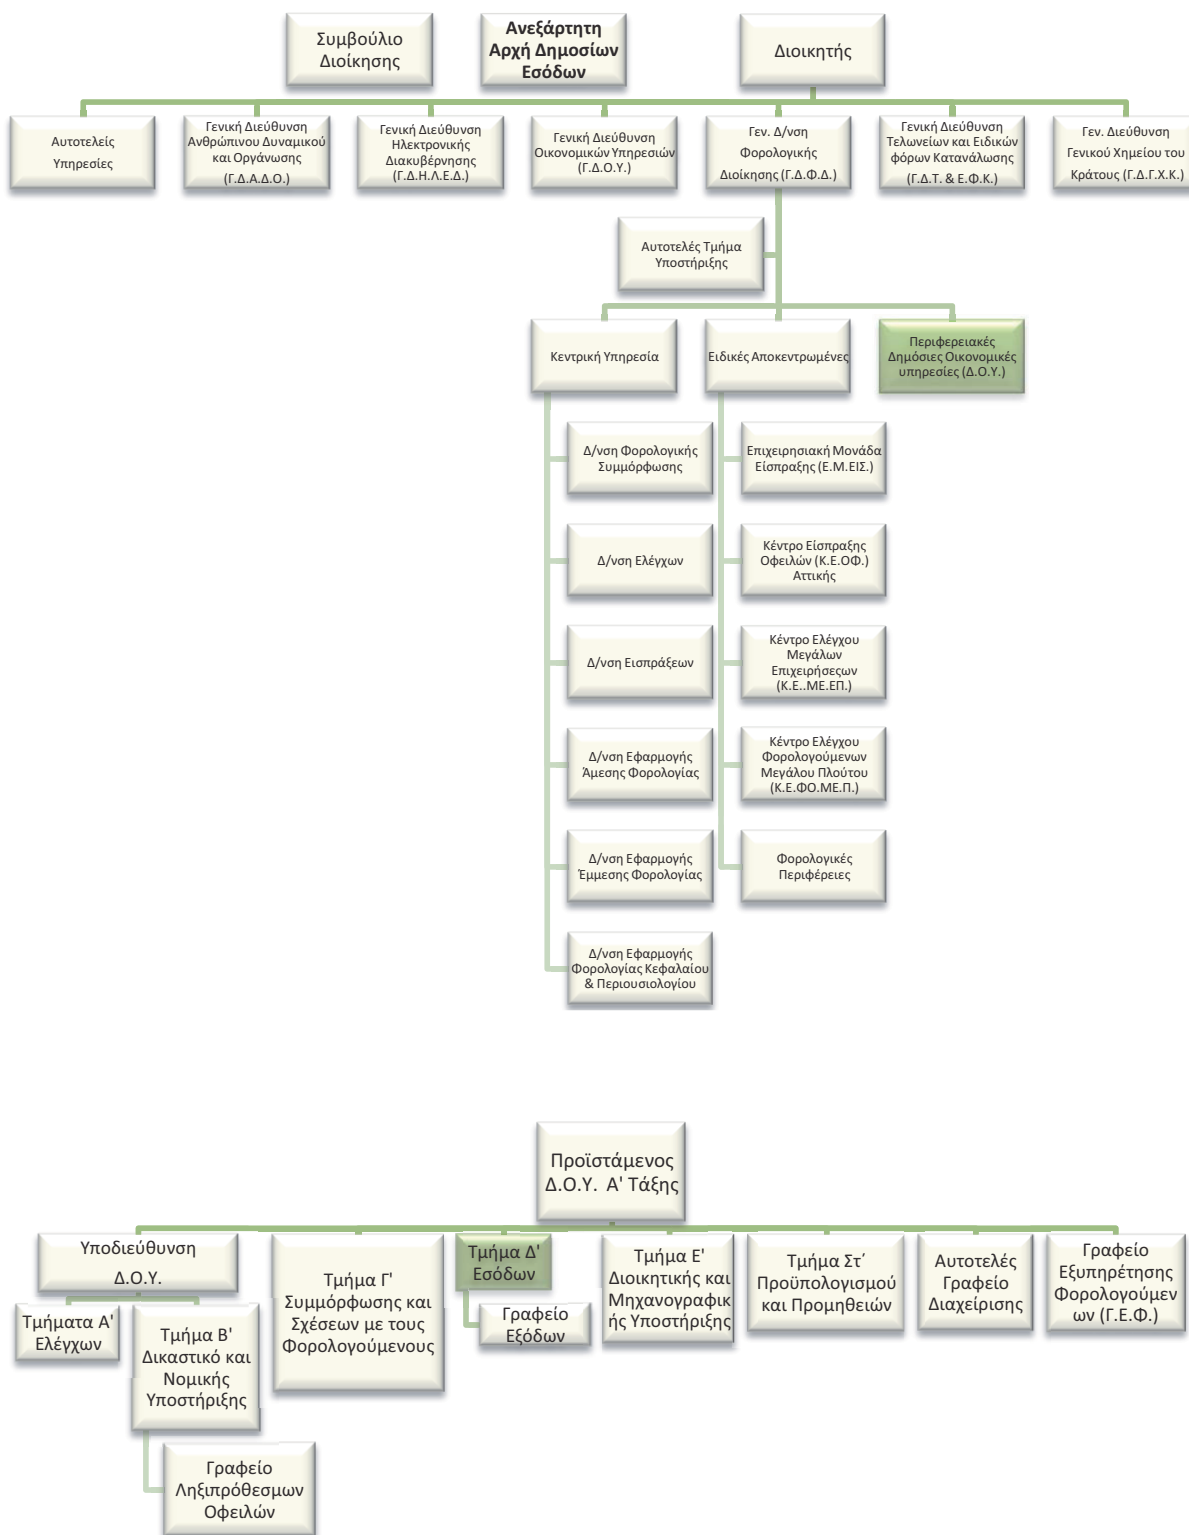 Συμβούλιο
Διοίκησης
Ανεξάρτητη
Αρχή Δημοσίων
Εσόδων
Διοικητής
Αυτοτελείς
Υπηρεσίες
Γενική Διεύθυνση
Ανθρώπινου Δυναμικού
και Οργάνωσης
(Γ.Δ.Α.Δ.Ο.)
Γενική Διεύθυνση
Ηλεκτρονικής
Διακυβέρνησης
(Γ.Δ.Η.Λ.Ε.Δ.)
Γενική Διεύθυνση
Οικονομικών Υπηρεσιών
(Γ.Δ.Ο.Υ.)
Γεν. Δ/νση
Φορολογικής
Διοίκησης (Γ.Δ.Φ.Δ.)
Γενική Διεύθυνση
Τελωνείων και Ειδικών
φόρων Κατανάλωσης
(Γ.Δ.Τ. & Ε.Φ.Κ.)
Γεν. Διεύθυνση
Γενικού Χημείου του
Κράτους (Γ.Δ.Γ.Χ.Κ.)
Αυτοτελές Τμήμα
Υποστήριξης
Κεντρική Υπηρεσία
Ειδικές Αποκεντρωμένες
Περιφερειακές
Δημόσιες Οικονομικές
υπηρεσίες (Δ.Ο.Υ.)
Δ/νση Φορολογικής
Συμμόρφωσης
Επιχειρησιακή Μονάδα
Είσπραξης (Ε.Μ.ΕΙΣ.)
Δ/νση Ελέγχων
Κέντρο Είσπραξης
Οφειλών (Κ.Ε.ΟΦ.)
Αττικής
Δ/νση Εισπράξεων
Κέντρο Ελέγχου
Μεγάλων
Επιχειρήσεςων
(Κ.Ε..ΜΕ.ΕΠ.)
Δ/νση Εφαρμογής
Άμεσης Φορολογίας
Κέντρο Ελέγχου
Φορολογούμενων
Μεγάλου Πλούτου
(Κ.Ε.ΦΟ.ΜΕ.Π.)
Δ/νση Εφαρμογής
Έμμεσης Φορολογίας
Φορολογικές
Περιφέρειες
Δ/νση Εφαρμογής
Φορολογίας Κεφαλαίου
& Περιουσιολογίου
Προϊστάμενος
Δ.Ο.Υ. Α' Τάξης
Υποδιεύθυνση
Δ.Ο.Υ.
Τμήματα Α'
Ελέγχων
Τμήμα Β'
Δικαστικό και
Νομικής
Υποστήριξης
Γραφείο
Ληξιπρόθεσμων
Οφειλών
Τμήμα Γ'
Συμμόρφωσης και
Σχέσεων με τους
Φορολογούμενους
Τμήμα Δ'
Εσόδων
Γραφείο
Εξόδων
Τμήμα Ε'
Διοικητικής και
Μηχανογραφικ
ής Υποστήριξης
Τμήμα Στ΄
Προϋπολογισμού
και Προμηθειών
Αυτοτελές
Γραφείο
Διαχείρισης
Γραφείο
Εξυπηρέτησης
Φορολογούμεν
ων (Γ.Ε.Φ.)